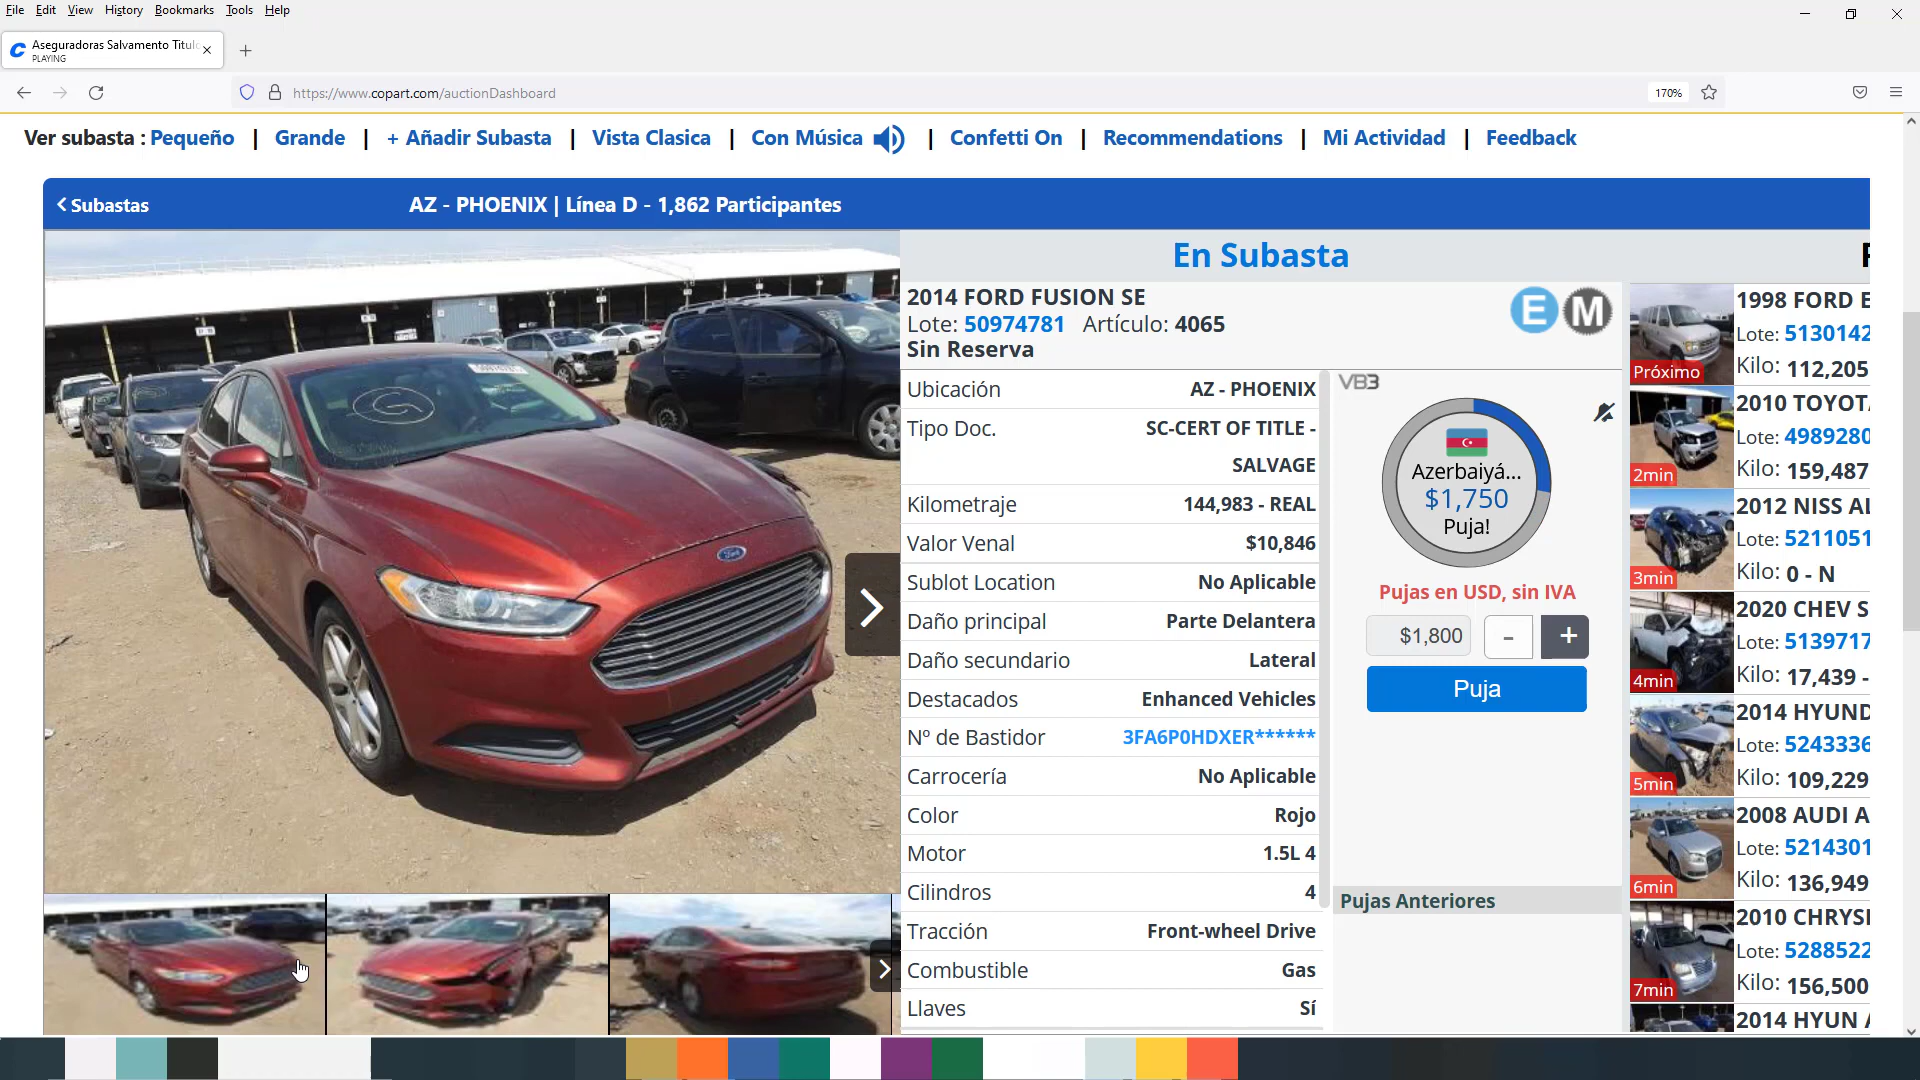 File Edit View History Bookmarks Tools Help
Aseguradoras Salvamento Titulo
PLAYING
https://www.copart.com/auctionDashboard
170%
Ver subasta : Pequeño | Grande | + Añadir Subasta | Vista Clasica | Con Música | Confetti On | Recommendations | Mi Actividad | Feedback
Subastas
AZ - PHOENIX | Línea D - 1,862 Participantes
En Subasta
2014 FORD FUSION SE
Lote: 50974781 Artículo: 4065
Sin Reserva
E M
Ubicación AZ - PHOENIX
Tipo Doc. SC-CERT OF TITLE -
SALVAGE
Kilometraje 144,983 - REAL
Valor Venal $10,846
Sublot Location No Aplicable
Daño principal Parte Delantera
Daño secundario Lateral
Destacados Enhanced Vehicles
Nº de Bastidor 3FA6P0HDXER******
Carrocería No Aplicable
Color Rojo
Motor 1.5L 4
Cilindros 4
Tracción Front-wheel Drive
Combustible Gas
Llaves Sí
VB3
Azerbaiyá...
$1,750
Puja!
Pujas en USD, sin IVA
$1,800 - +
Puja
Pujas Anteriores
1998 FORD E
Lote: 5130142
Kilo: 112,205
Próximo
2010 TOYOT
Lote: 4989280
Kilo: 159,487
2min
2012 NISS AL
Lote: 5211051
Kilo: 0 - N
3min
2020 CHEV S
Lote: 5139717
Kilo: 17,439 -
4min
2014 HYUND
Lote: 5243336
Kilo: 109,229
5min
2008 AUDI A
Lote: 5214301
Kilo: 136,949
6min
2010 CHRYSI
Lote: 5288522
Kilo: 156,500
7min
2014 HYUN